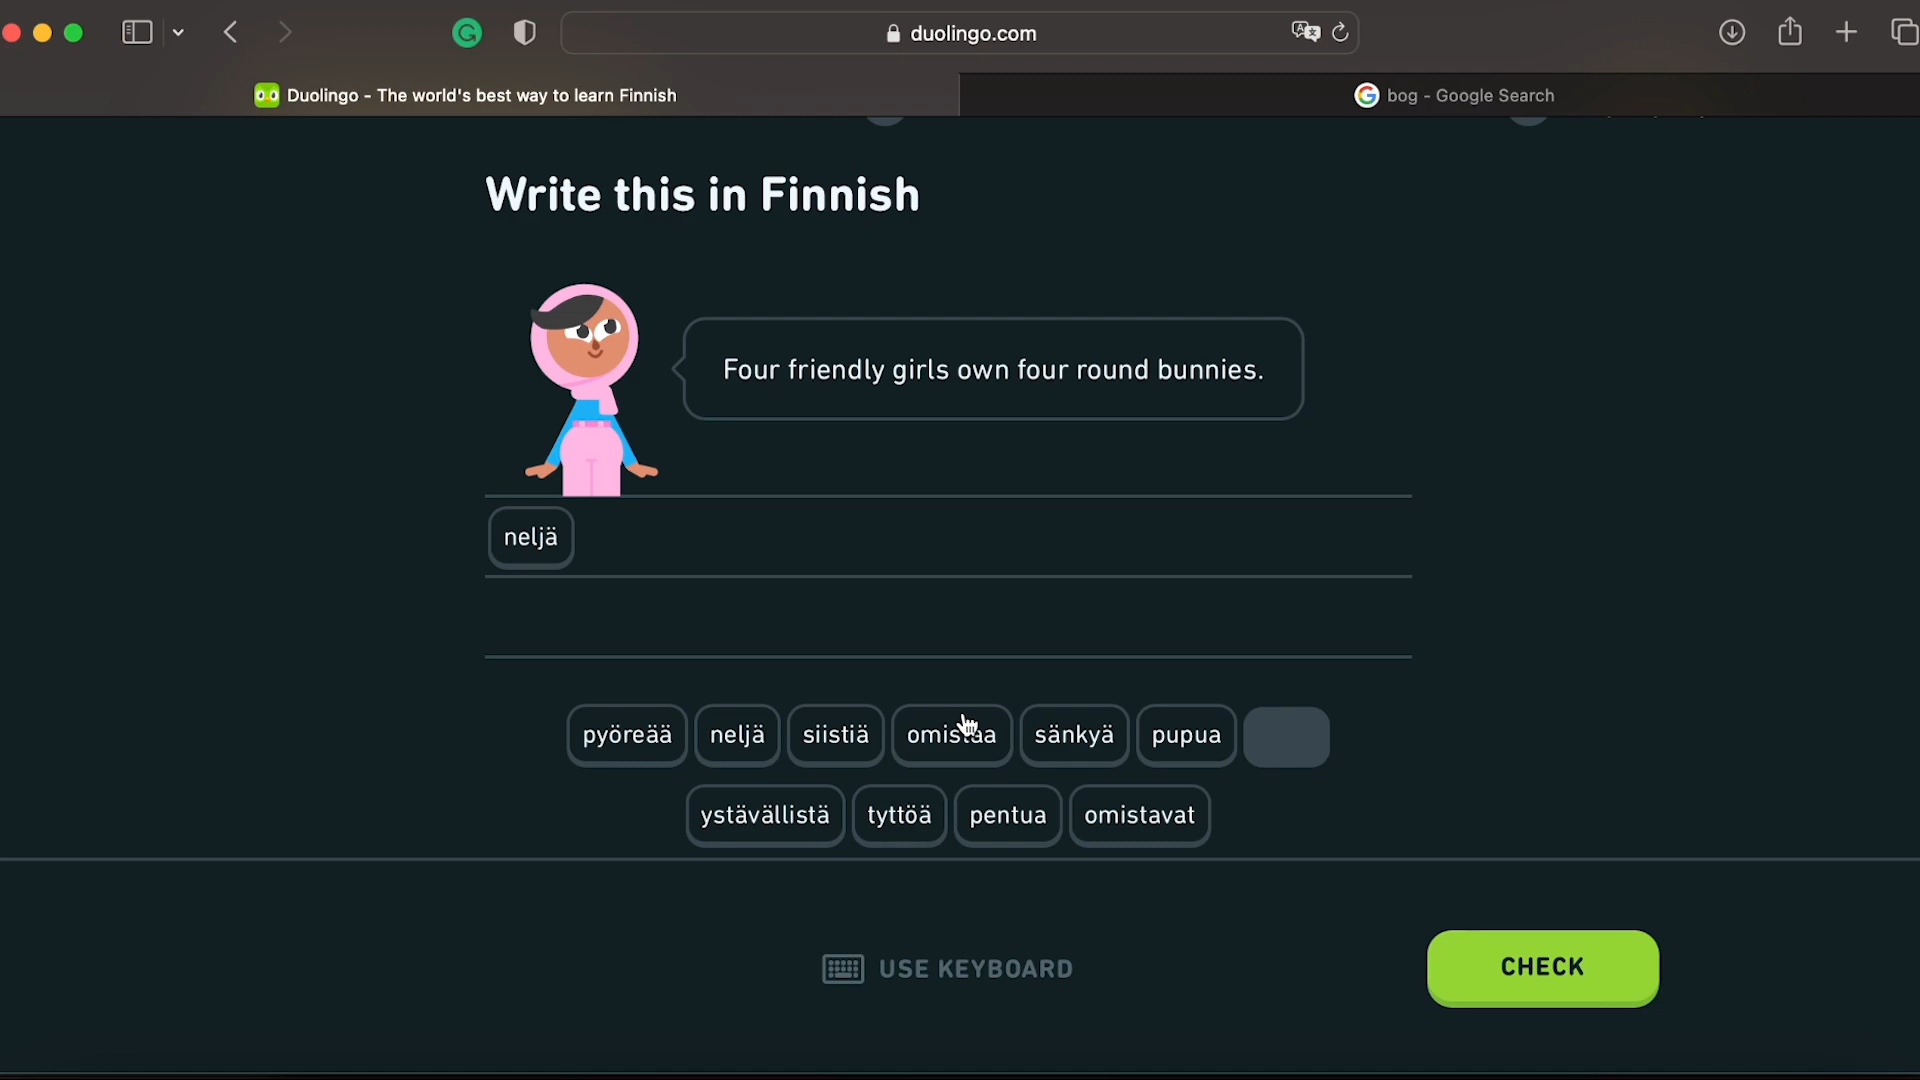 duolingo.com
Duolingo - The world's best way to learn Finnish
bog - Google Search
Write this in Finnish
Four friendly girls own four round bunnies.
neljä
pyöreää neljä siistiä omistaa sänkyä pupua
ystävällistä tyttöä pentua omistavat
USE KEYBOARD
CHECK